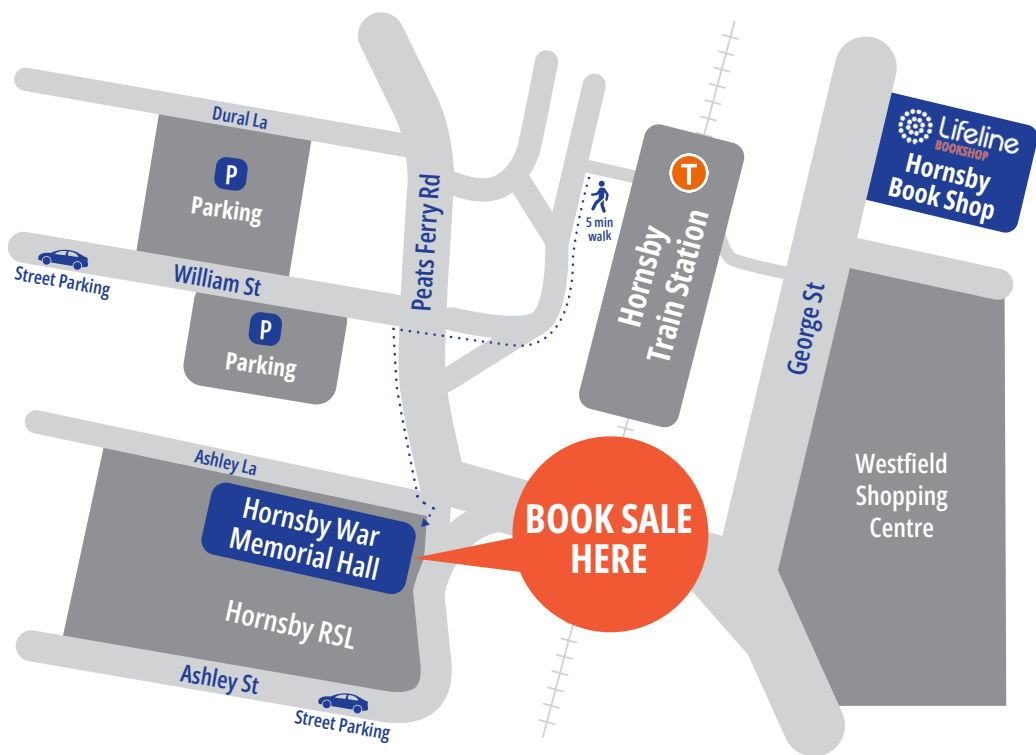 Dural La
P
Parking
Street Parking
William St
P
Parking
Peats Ferry Rd
5 min
walk
T
Hornsby
Train Station
George St
Lifeline
BOOKSHOP
Hornsby
Book Shop
Westfield
Shopping
Centre
Ashley La
Hornsby War
Memorial Hall
BOOK SALE
HERE
Hornsby RSL
Ashley St
Street Parking